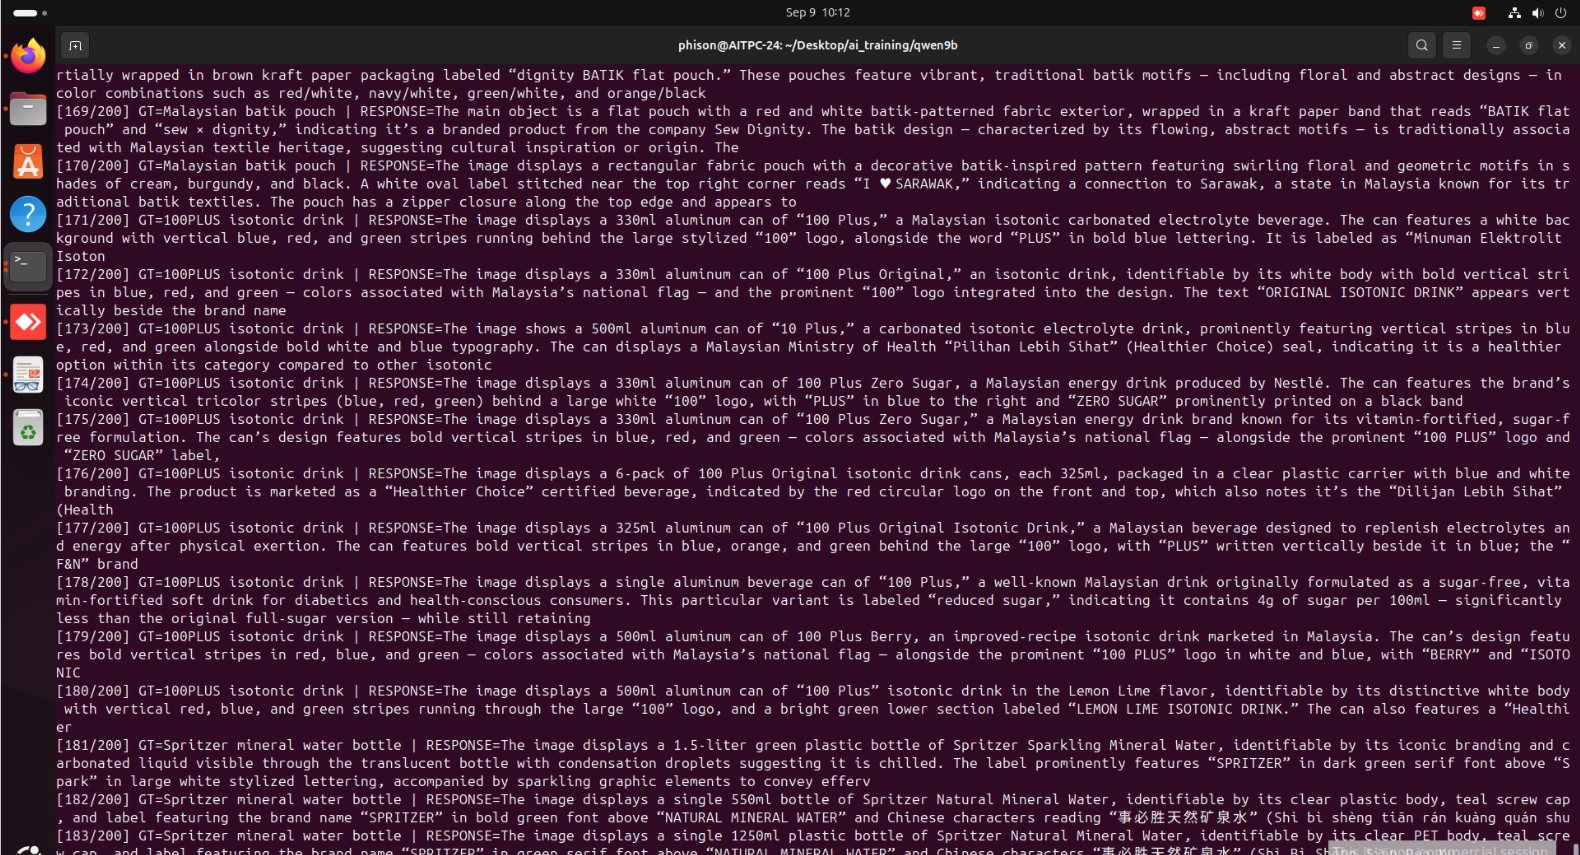 Sep 9 10:12
phison@AITPC-24: ~/Desktop/ai_training/qwen9b
rtially wrapped in brown kraft paper packaging labeled “dignity BATIK flat pouch.” These pouches feature vibrant, traditional batik motifs — including floral and abstract designs — in
color combinations such as red/white, navy/white, green/white, and orange/black
[169/200] GT=Malaysian batik pouch | RESPONSE=The main object is a flat pouch with a red and white batik-patterned fabric exterior, wrapped in a kraft paper band that reads “BATIK flat
pouch” and “sew × dignity,” indicating it’s a branded product from the company Sew Dignity. The batik design — characterized by its flowing, abstract motifs — is traditionally associa
ted with Malaysian textile heritage, suggesting cultural inspiration or origin. The
[170/200] GT=Malaysian batik pouch | RESPONSE=The image displays a rectangular fabric pouch with a decorative batik-inspired pattern featuring swirling floral and geometric motifs in s
hades of cream, burgundy, and black. A white oval label stitched near the top right corner reads “I ♥ SARAWAK,” indicating a connection to Sarawak, a state in Malaysia known for its tr
aditional batik textiles. The pouch has a zipper closure along the top edge and appears to
[171/200] GT=100PLUS isotonic drink | RESPONSE=The image displays a 330ml aluminum can of “100 Plus,” a Malaysian isotonic carbonated electrolyte beverage. The can features a white bac
kground with vertical blue, red, and green stripes running behind the large stylized “100” logo, alongside the word “PLUS” in bold blue lettering. It is labeled as “Minuman Elektrolit
Isoton
[172/200] GT=100PLUS isotonic drink | RESPONSE=The image displays a 330ml aluminum can of “100 Plus Original,” an isotonic drink, identifiable by its white body with bold vertical stri
pes in blue, red, and green — colors associated with Malaysia’s national flag — and the prominent “100” logo integrated into the design. The text “ORIGINAL ISOTONIC DRINK” appears vert
ically beside the brand name
[173/200] GT=100PLUS isotonic drink | RESPONSE=The image shows a 500ml aluminum can of “10 Plus,” a carbonated isotonic electrolyte drink, prominently featuring vertical stripes in blu
e, red, and green alongside bold white and blue typography. The can displays a Malaysian Ministry of Health “Pilihan Lebih Sihat” (Healthier Choice) seal, indicating it is a healthier
option within its category compared to other isotonic
[174/200] GT=100PLUS isotonic drink | RESPONSE=The image displays a 330ml aluminum can of 100 Plus Zero Sugar, a Malaysian energy drink produced by Nestlé. The can features the brand’s
iconic vertical tricolor stripes (blue, red, green) behind a large white “100” logo, with “PLUS” in blue to the right and “ZERO SUGAR” prominently printed on a black band
[175/200] GT=100PLUS isotonic drink | RESPONSE=The image displays a 330ml aluminum can of “100 Plus Zero Sugar,” a Malaysian energy drink brand known for its vitamin-fortified, sugar-f
ree formulation. The can’s design features bold vertical stripes in blue, red, and green — colors associated with Malaysia’s national flag — alongside the prominent “100 PLUS” logo and
“ZERO SUGAR” label,
[176/200] GT=100PLUS isotonic drink | RESPONSE=The image displays a 6-pack of 100 Plus Original isotonic drink cans, each 325ml, packaged in a clear plastic carrier with blue and white
branding. The product is marketed as a “Healthier Choice” certified beverage, indicated by the red circular logo on the front and top, which also notes it’s the “Dilijan Lebih Sihat”
(Health
[177/200] GT=100PLUS isotonic drink | RESPONSE=The image displays a 325ml aluminum can of “100 Plus Original Isotonic Drink,” a Malaysian beverage designed to replenish electrolytes an
d energy after physical exertion. The can features bold vertical stripes in blue, orange, and green behind the large “100” logo, with “PLUS” written vertically beside it in blue; the “
F&N” brand
[178/200] GT=100PLUS isotonic drink | RESPONSE=The image displays a single aluminum beverage can of “100 Plus,” a well-known Malaysian drink originally formulated as a sugar-free, vita
min-fortified soft drink for diabetics and health-conscious consumers. This particular variant is labeled “reduced sugar,” indicating it contains 4g of sugar per 100ml — significantly
less than the original full-sugar version — while still retaining
[179/200] GT=100PLUS isotonic drink | RESPONSE=The image displays a 500ml aluminum can of 100 Plus Berry, an improved-recipe isotonic drink marketed in Malaysia. The can’s design featu
res bold vertical stripes in red, blue, and green — colors associated with Malaysia’s national flag — alongside the prominent “100 PLUS” logo in white and blue, with “BERRY” and “ISOTO
NIC
[180/200] GT=100PLUS isotonic drink | RESPONSE=The image displays a 500ml aluminum can of “100 Plus” isotonic drink in the Lemon Lime flavor, identifiable by its distinctive white body
with vertical red, blue, and green stripes running through the large “100” logo, and a bright green lower section labeled “LEMON LIME ISOTONIC DRINK.” The can also features a “Healthi
er
[181/200] GT=Spritzer mineral water bottle | RESPONSE=The image displays a 1.5-liter green plastic bottle of Spritzer Sparkling Mineral Water, identifiable by its iconic branding and c
arbonated liquid visible through the translucent bottle with condensation droplets suggesting it is chilled. The label prominently features “SPRITZER” in dark green serif font above “S
park” in large white stylized lettering, accompanied by sparkling graphic elements to convey efferv
[182/200] GT=Spritzer mineral water bottle | RESPONSE=The image displays a single 550ml bottle of Spritzer Natural Mineral Water, identifiable by its clear plastic body, teal screw cap
, and label featuring the brand name “SPRITZER” in bold green font above “NATURAL MINERAL WATER” and Chinese characters reading “事必胜天然矿泉水” (Shì bì shèng tiān rán kuàng quán shu
[183/200] GT=Spritzer mineral water bottle | RESPONSE=The image displays a single 1250ml plastic bottle of Spritzer Natural Mineral Water, identifiable by its clear PET body, teal scre
w cap, and label featuring the brand name “SPRITZER” in green serif font above “NATURAL MINERAL WATER” and Chinese characters